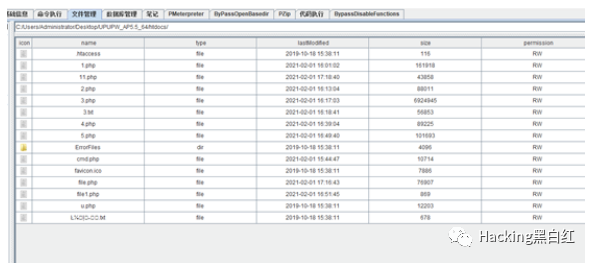 基础信息 命令执行 文件管理 数据库管理 笔记 PMeterpreter ByPassOpenBasedir PZip 代码执行 BypassDisableFunctions
C:/Users/Administrator/Desktop/UPUPW_AP5.5_64/htdocs/
icon name type lastModified size permission
.htaccess file 2019-10-18 15:38:11 116 RW
1.php file 2021-02-01 16:01:02 161818 RW
11.php file 2021-02-01 17:18:40 43858 RW
2.php file 2021-02-01 16:13:04 88011 RW
3.php file 2021-02-01 16:17:03 6924845 RW
3.txt file 2021-02-01 16:18:41 56853 RW
4.php file 2021-02-01 16:39:04 89225 RW
5.php file 2021-02-01 16:49:40 101693 RW
ErrorFiles dir 2019-10-18 15:38:11 4096 RW
cmd.php file 2021-02-01 15:44:47 10714 RW
favicon.ico file 2019-10-18 15:38:11 7886 RW
file.php file 2021-02-01 17:16:43 76907 RW
file1.php file 2021-02-01 16:51:45 869 RW
u.php file 2019-10-18 15:38:11 12203 RW
file 2019-10-18 15:38:11 678 RW
Hacking黑白红